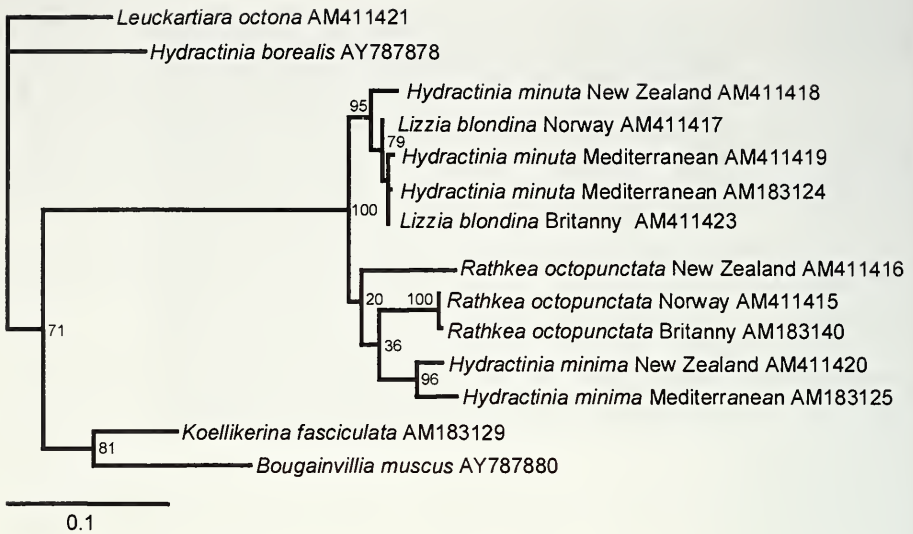 Leuckartiara octona AM411421
Hydractinia borealis AY787878
Hydractinia minuta New Zealand AM411418
95
Lizzia blondina Norway AM411417
79
Hydractinia minuta Mediterranean AM411419
Hydractinia minuta Mediterranean AM183124
100
Lizzia blondina Britanny AM411423
Rathkea octopunctata New Zealand AM411416
20
100
Rathkea octopunctata Norway AM411415
Rathkea octopunctata Britanny AM183140
71
36
Hydractinia minima New Zealand AM411420
96
Hydractinia minima Mediterranean AM183125
Koellikerina fasciculata AM183129
81
Bougainvillia muscus AY787880
0.1